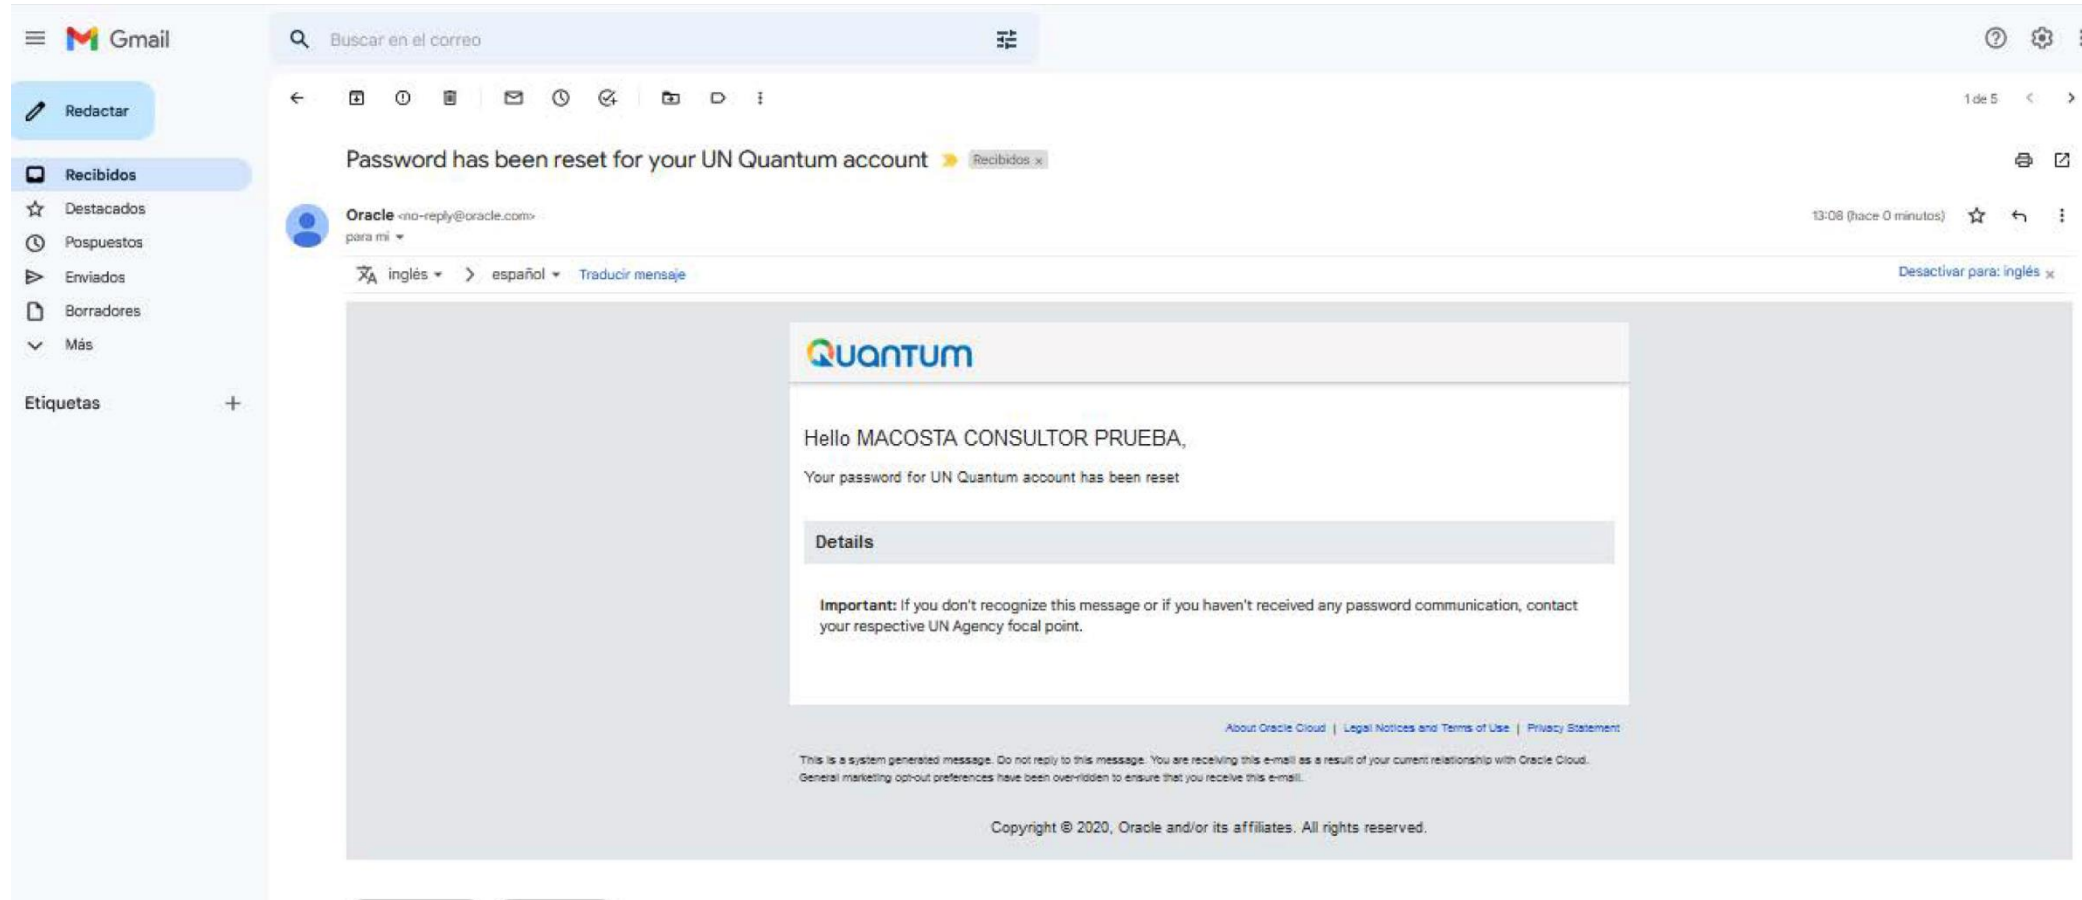 Gmail
Buscar en el correo
Redactar
1 de 5
Password has been reset for your UN Quantum account
Recibidos x
Recibidos
Destacados
Pospuestos
Enviados
Borradores
Más
Etiquetas
Oracle <no-reply@oracle.com>
13:08 (hace 0 minutos)
para mi
inglés > español Traducir mensaje
Desactivar para: inglés x
Quantum
Hello MACOSTA CONSULTOR PRUEBA,
Your password for UN Quantum account has been reset
Details
Important: If you don't recognize this message or if you haven't received any password communication, contact
your respective UN Agency focal point.
About Oracle Cloud | Legal Notices and Terms of Use | Privacy Statement
This is a system generated message. Do not reply to this message. You are receiving this e-mail as a result of your current relationship with Oracle Cloud.
General marketing opt-out preferences have been over-ridden to ensure that you receive this e-mail.
Copyright © 2020, Oracle and/or its affiliates. All rights reserved.